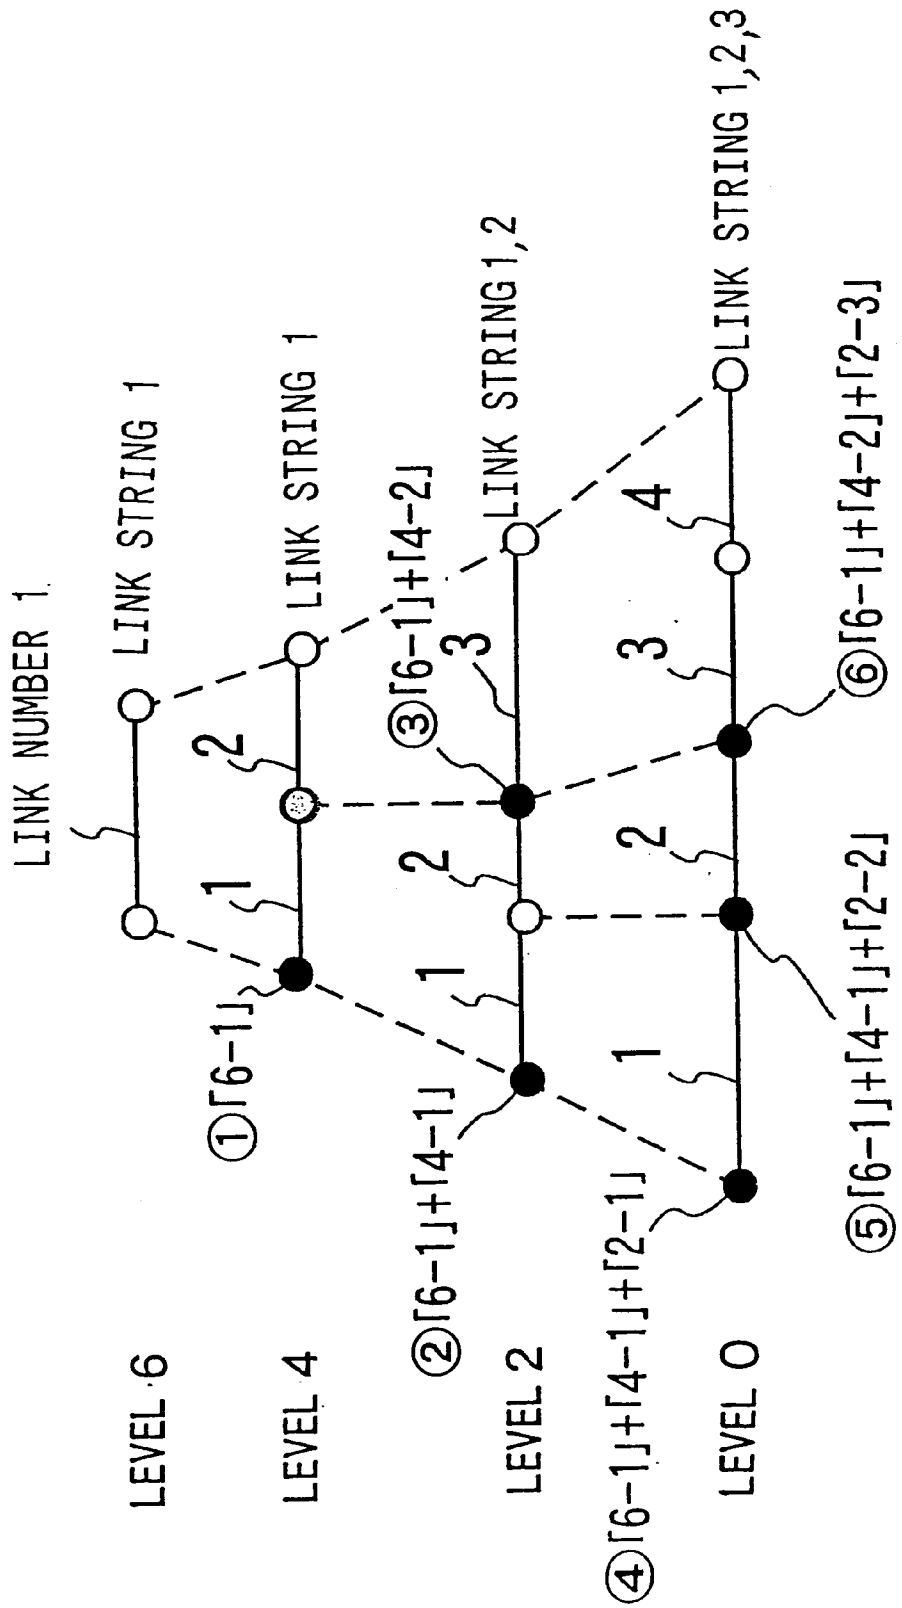 LINK NUMBER 1
LEVEL 6
LINK STRING 1
LEVEL 4
①「6-1」
1
2
LINK STRING 1
LEVEL 2
②「6-1」+「4-1」
1
2
③「6-1」+「4-2」
3
LINK STRING 1,2
LEVEL 0
④「6-1」+「4-1」+「2-1」
1
2
3
4
LINK STRING 1,2,3
⑤「6-1」+「4-1」+「2-2」
⑥「6-1」+「4-2」+「2-3」